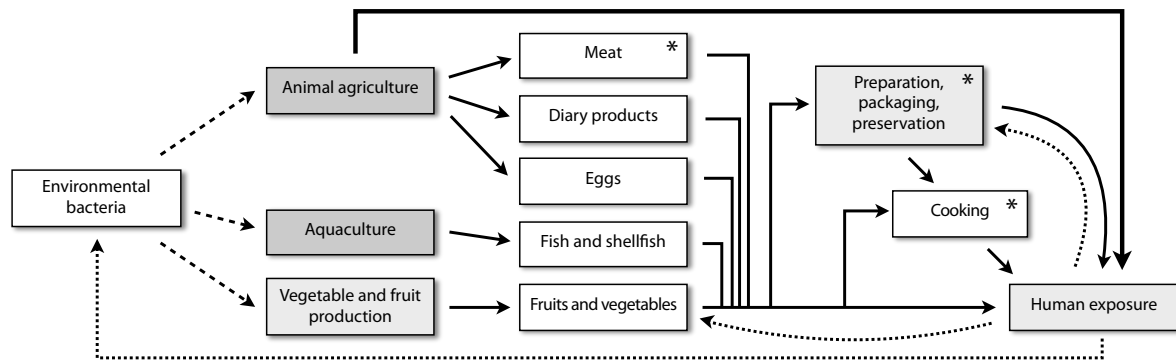 Meat *
Animal agriculture
Preparation, *
packaging,
preservation
Diary products
Environmental
bacteria
Eggs
Cooking *
Aquaculture
Fish and shellfish
Vegetable and fruit
production
Fruits and vegetables
Human exposure